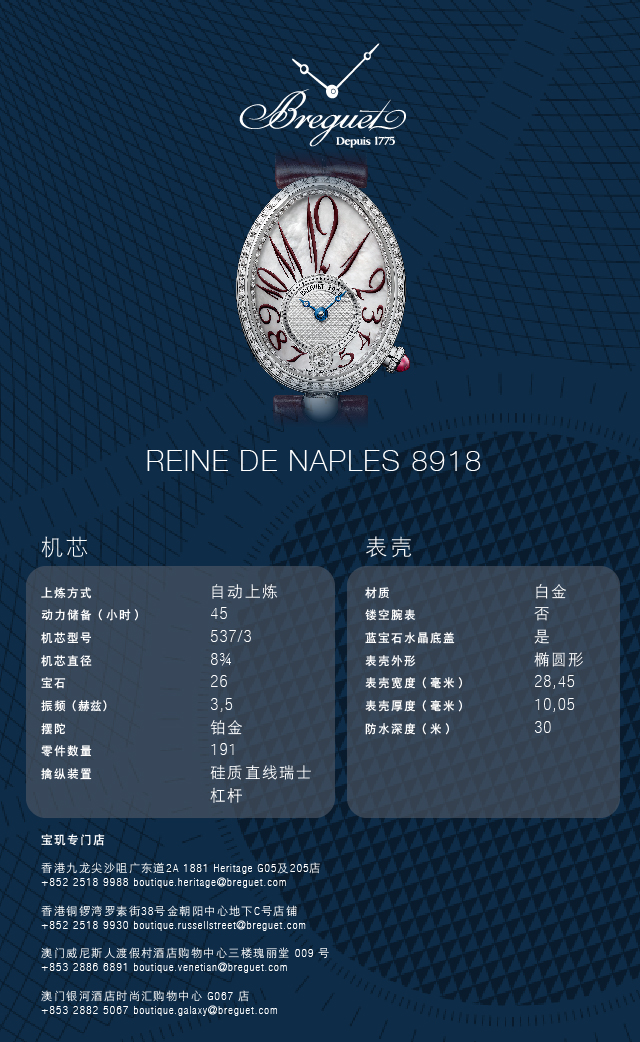 Breguet
Depuis 1775
REINE DE NAPLES 8918
机芯
上炼方式 自动上炼
动力储备（小时） 45
机芯型号 537/3
机芯直径 8¾
宝石 26
振频（赫兹） 3,5
摆陀 铂金
零件数量 191
擒纵装置 硅质直线瑞士
杠杆
表壳
材质 白金
镂空腕表 否
蓝宝石水晶底盖 是
表壳外形 椭圆形
表壳宽度（毫米） 28,45
表壳厚度（毫米） 10,05
防水深度（米） 30
宝玑专门店
香港九龙尖沙咀广东道2A 1881 Heritage G05及205店
+852 2518 9988 boutique.heritage@breguet.com
香港铜锣湾罗素街38号金朝阳中心地下C号店铺
+852 2518 9930 boutique.russellstreet@breguet.com
澳门威尼斯人渡假村酒店购物中心三楼瑰丽堂 009 号
+853 2886 6891 boutique.venetian@breguet.com
澳门银河酒店时尚汇购物中心 G067 店
+853 2882 5067 boutique.galaxy@breguet.com